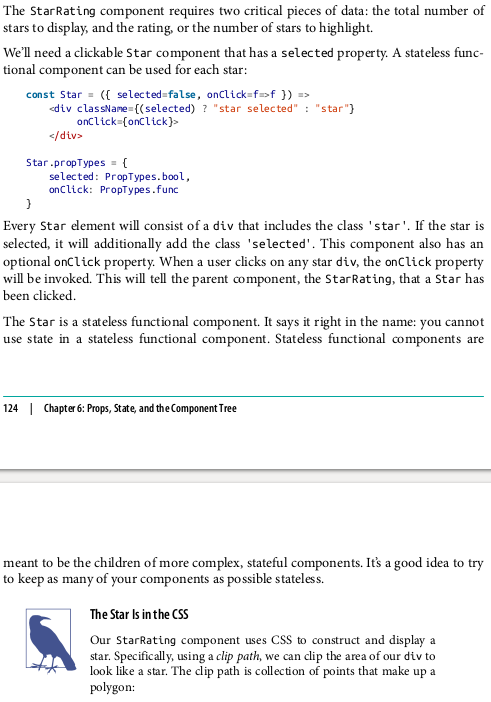 The StarRating component requires two critical pieces of data: the total number of
stars to display, and the rating, or the number of stars to highlight.
We'll need a clickable Star component that has a selected property. A stateless func-
tional component can be used for each star:
const Star = ({ selected=false, onClick=f=>f }) =>
    <div className={(selected) ? "star selected" : "star"}
         onClick={onClick}>
    </div>
Star.propTypes = {
    selected: PropTypes.bool,
    onClick: PropTypes.func
}
Every Star element will consist of a div that includes the class 'star'. If the star is
selected, it will additionally add the class 'selected'. This component also has an
optional onClick property. When a user clicks on any star div, the onClick property
will be invoked. This will tell the parent component, the StarRating, that a Star has
been clicked.
The Star is a stateless functional component. It says it right in the name: you cannot
use state in a stateless functional component. Stateless functional components are
124 | Chapter 6: Props, State, and the Component Tree
meant to be the children of more complex, stateful components. It's a good idea to try
to keep as many of your components as possible stateless.
The Star Is in the CSS
Our StarRating component uses CSS to construct and display a
star. Specifically, using a clip path, we can clip the area of our div to
look like a star. The clip path is collection of points that make up a
polygon: